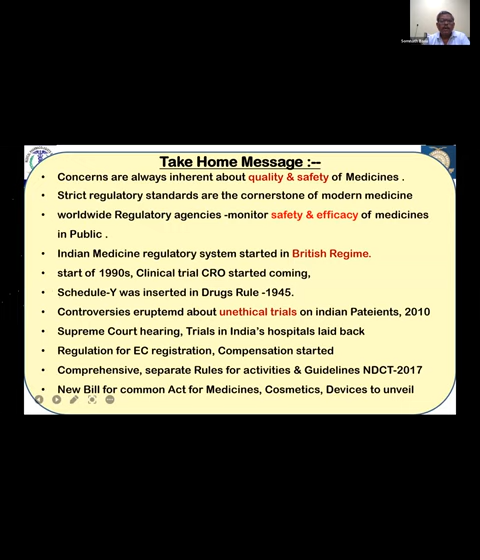 Take Home Message :--
• Concerns are always inherent about quality & safety of Medicines .
• Strict regulatory standards are the cornerstone of modern medicine
• worldwide Regulatory agencies -monitor safety & efficacy of medicines
in Public .
• Indian Medicine regulatory system started in British Regime.
• start of 1990s, Clinical trial CRO started coming,
• Schedule-Y was inserted in Drugs Rule -1945.
• Controversies eruptemd about unethical trials on indian Pateients, 2010
• Supreme Court hearing, Trials in India's hospitals laid back
• Regulation for EC registration, Compensation started
• Comprehensive, separate Rules for activities & Guidelines NDCT-2017
• New Bill for common Act for Medicines, Cosmetics, Devices to unveil